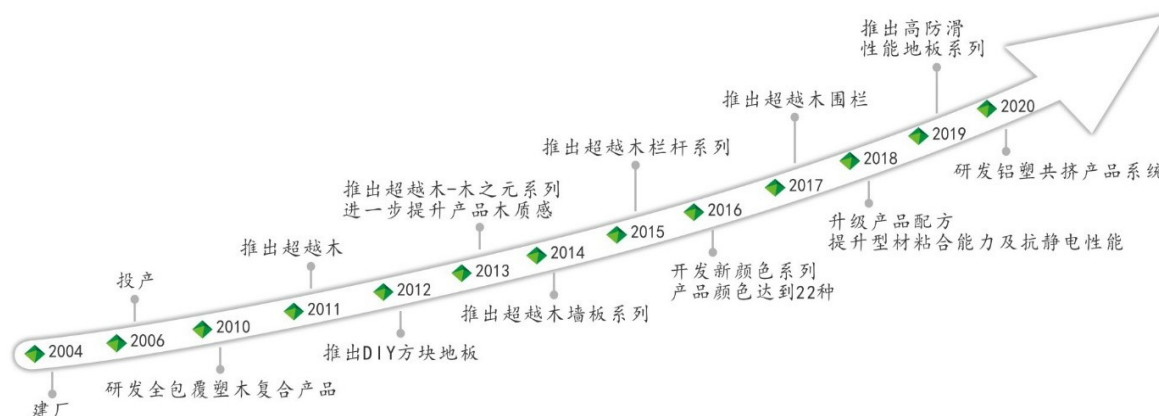 2004
建厂
2006
投产
2010
研发全包覆塑木复合产品
2011
推出超越木
2012
推出DIY方块地板
2013
推出超越木-木之元系列
进一步提升产品木质感
2014
推出超越木墙板系列
2015
推出超越木栏杆系列
2016
开发新颜色系列
产品颜色达到22种
2017
推出超越木围栏
2018
升级产品配方
提升型材粘合能力及抗静电性能
2019
推出高防滑
性能地板系列
2020
研发铝塑共挤产品系统